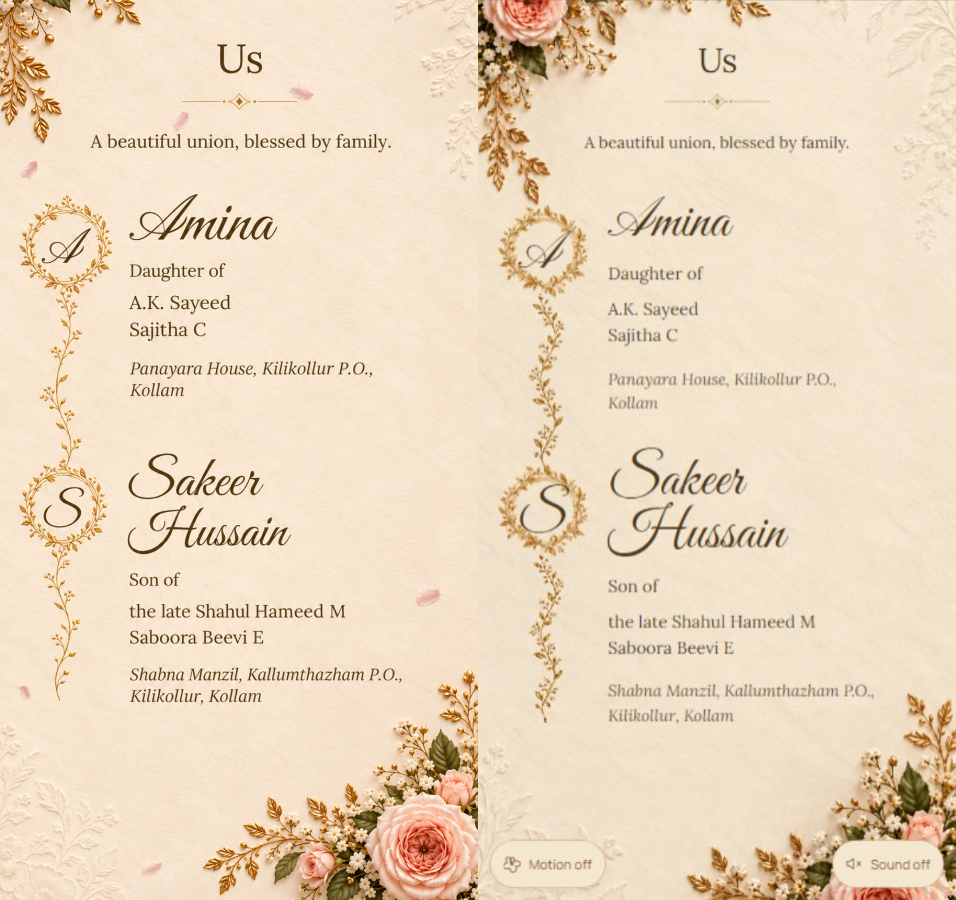 Us
A beautiful union, blessed by family.
A
Amina
Daughter of
A.K. Sayeed
Sajitha C
Panayara House, Kilikollur P.O.,
Kollam
S
Sakeer
Hussain
Son of
the late Shahul Hameed M
Saboora Beevi E
Shabna Manzil, Kallumthazham P.O.,
Kilikollur, Kollam
Us
A beautiful union, blessed by family.
A
Amina
Daughter of
A.K. Sayeed
Sajitha C
Panayara House, Kilikollur P.O.,
Kollam
S
Sakeer
Hussain
Son of
the late Shahul Hameed M
Saboora Beevi E
Shabna Manzil, Kallumthazham P.O.,
Kilikollur, Kollam
Motion off
Sound off